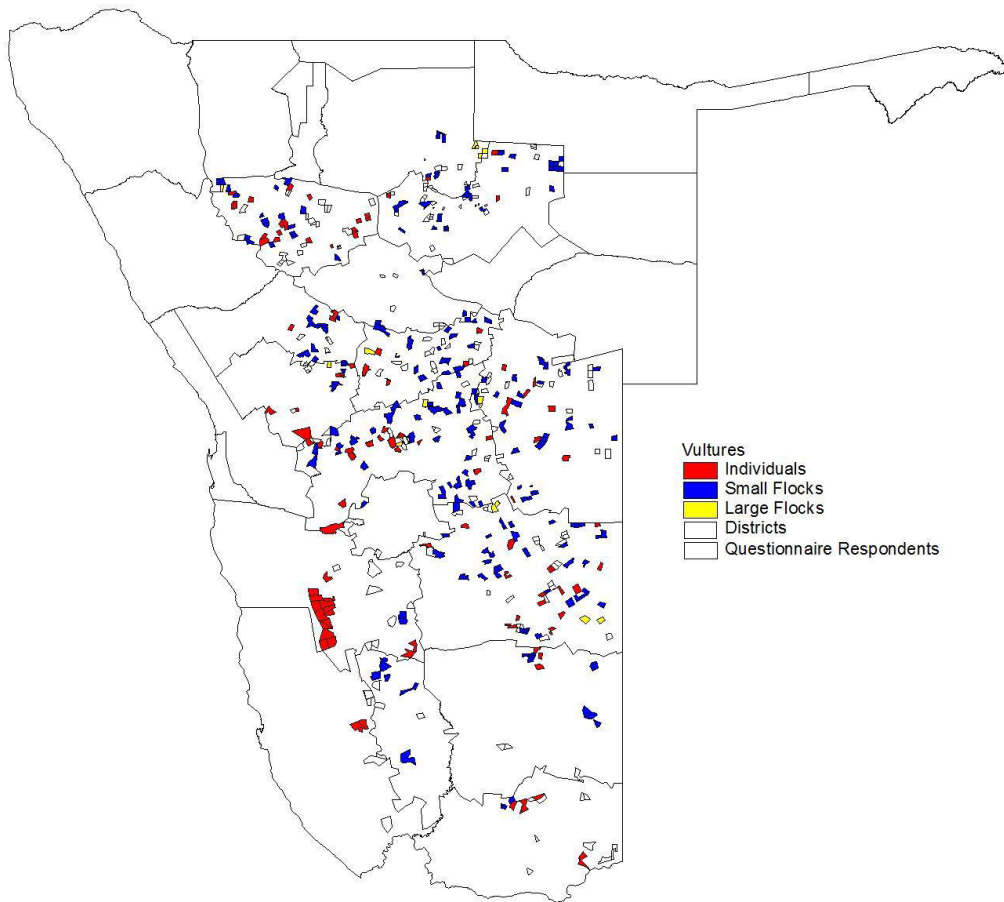 Vultures
Individuals
Small Flocks
Large Flocks
Districts
Questionnaire Respondents